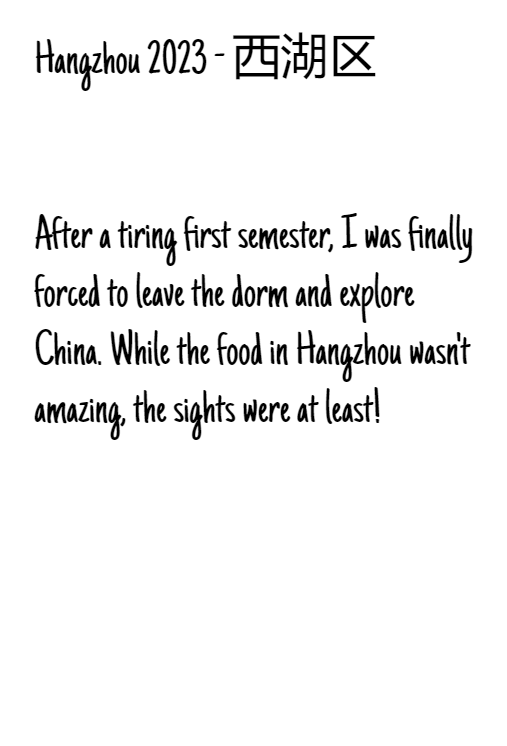 Hangzhou 2023 - 西湖区
After a tiring first semester, I was finally
forced to leave the dorm and explore
China. While the food in Hangzhou wasn't
amazing, the sights were at least!